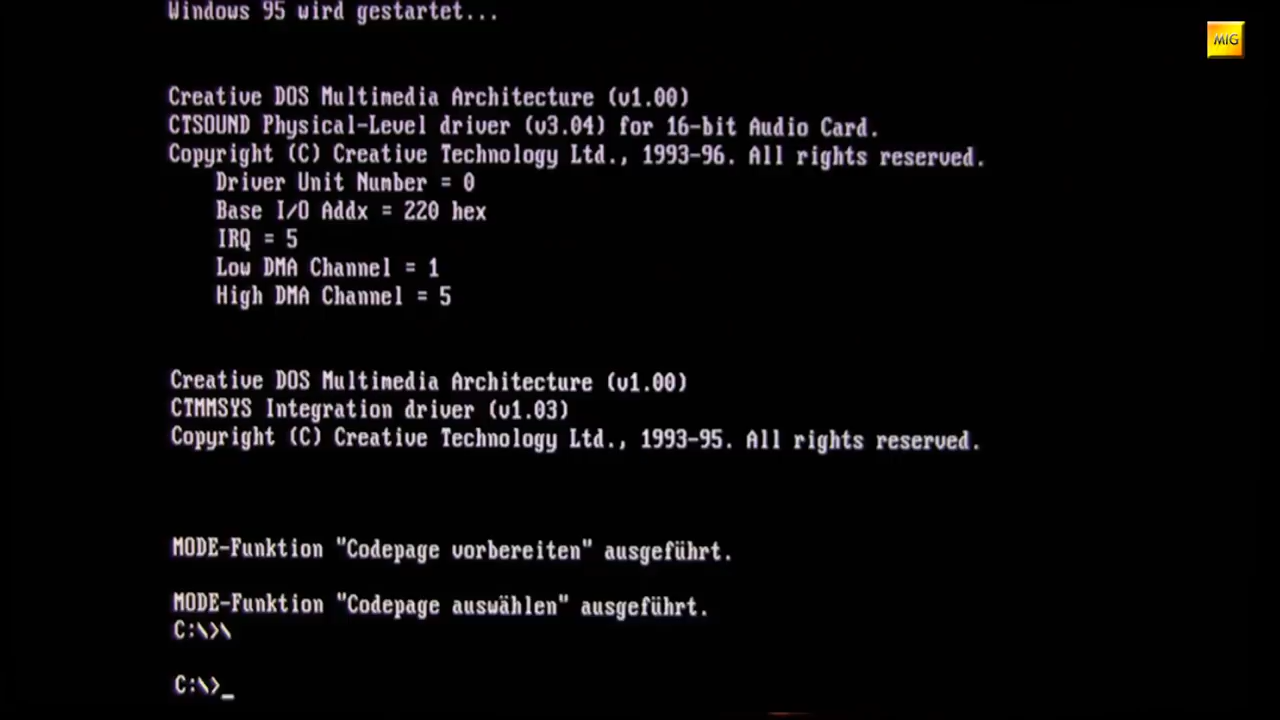 Windows 95 wird gestartet...
MIG
Creative DOS Multimedia Architecture (v1.00)
CTSOUND Physical-Level driver (v3.04) for 16-bit Audio Card.
Copyright (C) Creative Technology Ltd., 1993-96. All rights reserved.
Driver Unit Number = 0
Base I/O Addx = 220 hex
IRQ = 5
Low DMA Channel = 1
High DMA Channel = 5
Creative DOS Multimedia Architecture (v1.00)
CTMMSYS Integration driver (v1.03)
Copyright (C) Creative Technology Ltd., 1993-95. All rights reserved.
MODE-Funktion "Codepage vorbereiten" ausgeführt.
MODE-Funktion "Codepage auswählen" ausgeführt.
C:\>\
C:\>_